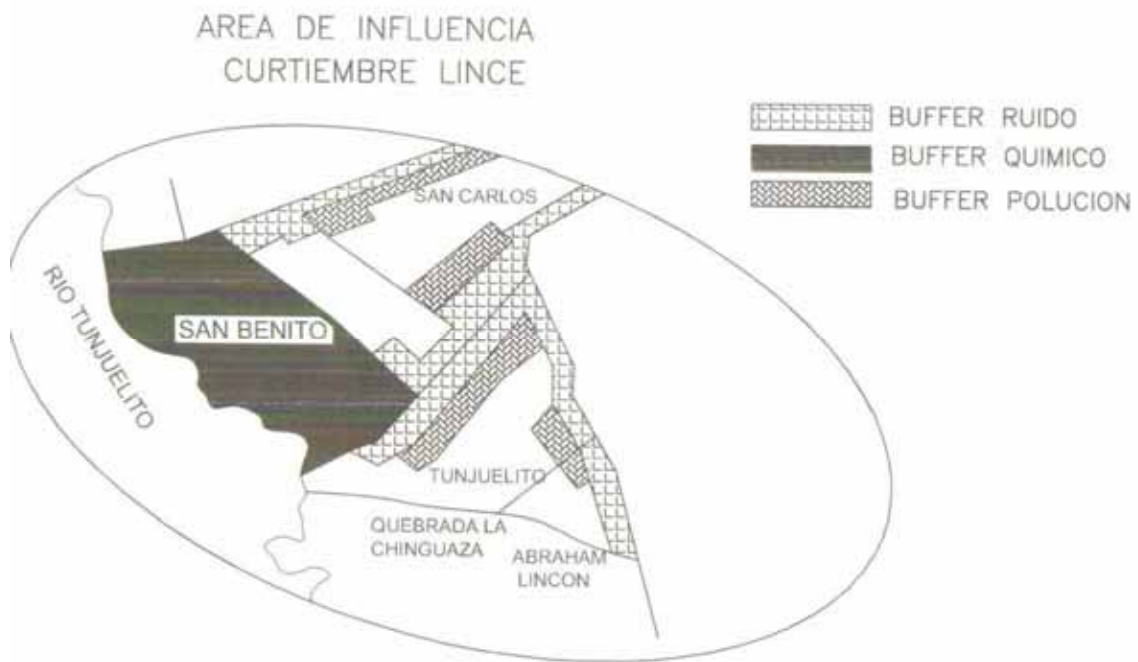 AREA DE INFLUENCIA
CURTIEMBRE LINCE
BUFFER RUIDO
BUFFER QUIMICO
BUFFER POLUCION
SAN CARLOS
RIO TUNJUELITO
SAN BENITO
TUNJUELITO
QUEBRADA LA
CHINGUAZA
ABRAHAM
LINCON